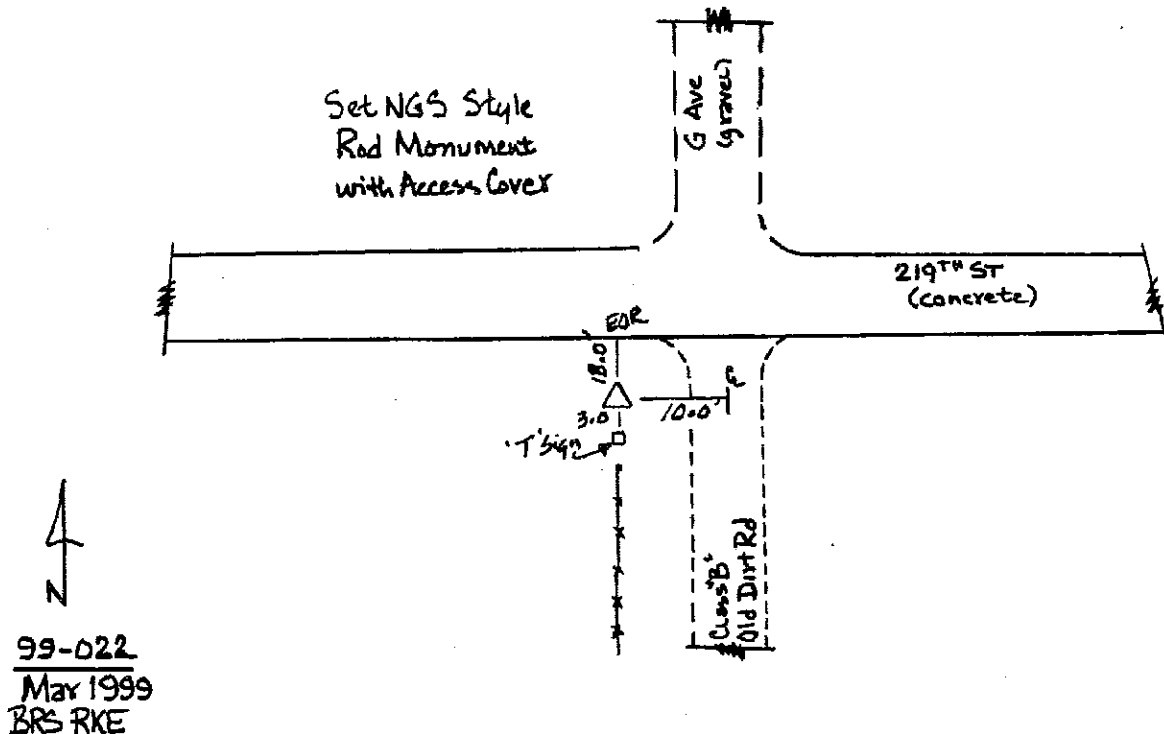 Set NGS Style
Rod Monument
with Access Cover
G Ave
(gravel)
219TH ST
(concrete)
EOR
18.0
3.0
10.0'
"T" Sign
Class "B"
Old Dirt Rd
N
99-022
Mar 1999
BRS RKE